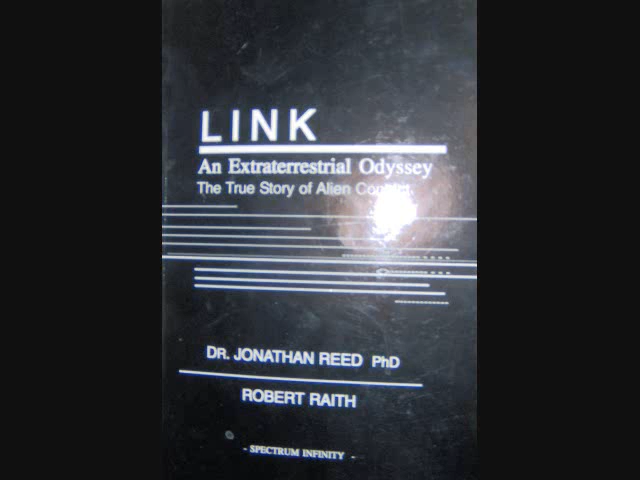 LINK
An Extraterrestrial Odyssey
The True Story of Alien
DR. JONATHAN REED PhD
ROBERT RAITH
- SPECTRUM INFINITY -